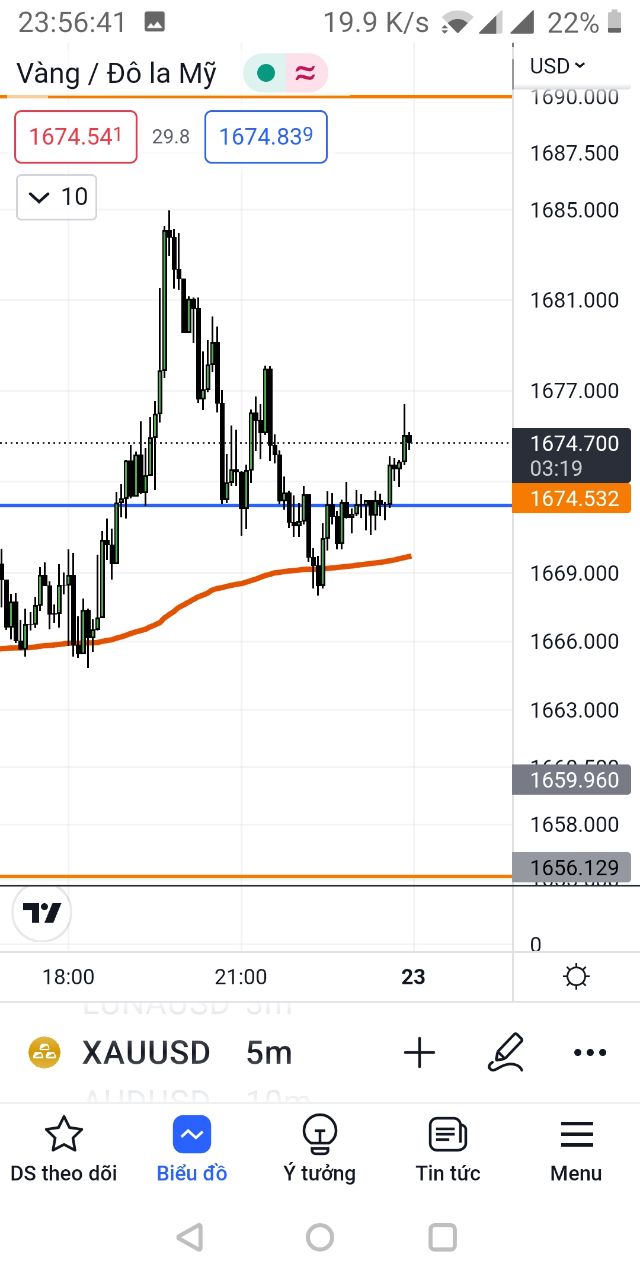 23:56:41 19.9 K/s 22%
Vàng / Đô la Mỹ USD
1690.000
1674.541 29.8 1674.839
1687.500
10
1685.000
1681.000
1677.000
1674.700
03:19
1674.532
1669.000
1666.000
1663.000
1659.960
1658.000
1656.129
0
18:00 21:00 23
XAUUSD 5m
DS theo dõi Biểu đồ Ý tưởng Tin tức Menu